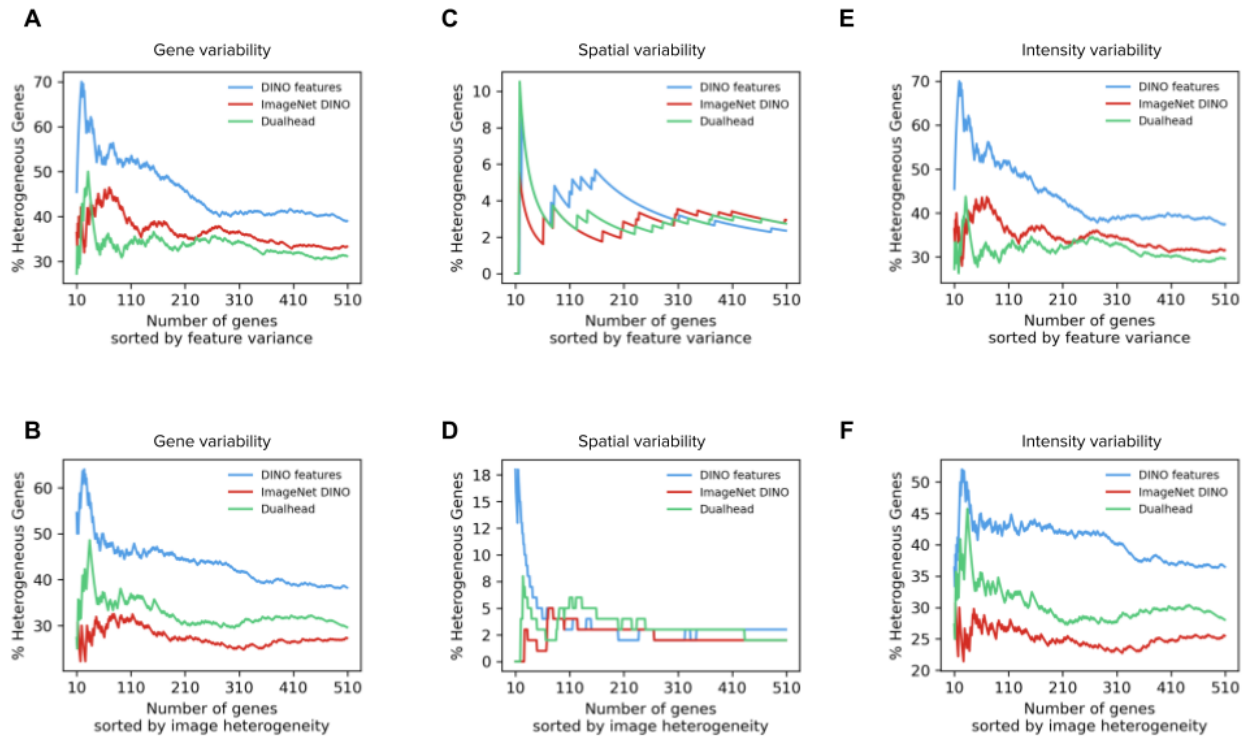 A
Gene variability
% Heterogeneous Genes
70
60
50
40
30
DINO features
ImageNet DINO
Dualhead
10 110 210 310 410 510
Number of genes
sorted by feature variance
C
Spatial variability
% Heterogeneous Genes
10
8
6
4
2
0
DINO features
ImageNet DINO
Dualhead
10 110 210 310 410 510
Number of genes
sorted by feature variance
E
Intensity variability
% Heterogeneous Genes
70
60
50
40
30
DINO features
ImageNet DINO
Dualhead
10 110 210 310 410 510
Number of genes
sorted by feature variance
B
Gene variability
% Heterogeneous Genes
60
50
40
30
DINO features
ImageNet DINO
Dualhead
10 110 210 310 410 510
Number of genes
sorted by image heterogeneity
D
Spatial variability
% Heterogeneous Genes
18
15
12
10
8
5
2
0
DINO features
ImageNet DINO
Dualhead
10 110 210 310 410 510
Number of genes
sorted by image heterogeneity
F
Intensity variability
% Heterogeneous Genes
50
45
40
35
30
25
20
DINO features
ImageNet DINO
Dualhead
10 110 210 310 410 510
Number of genes
sorted by image heterogeneity